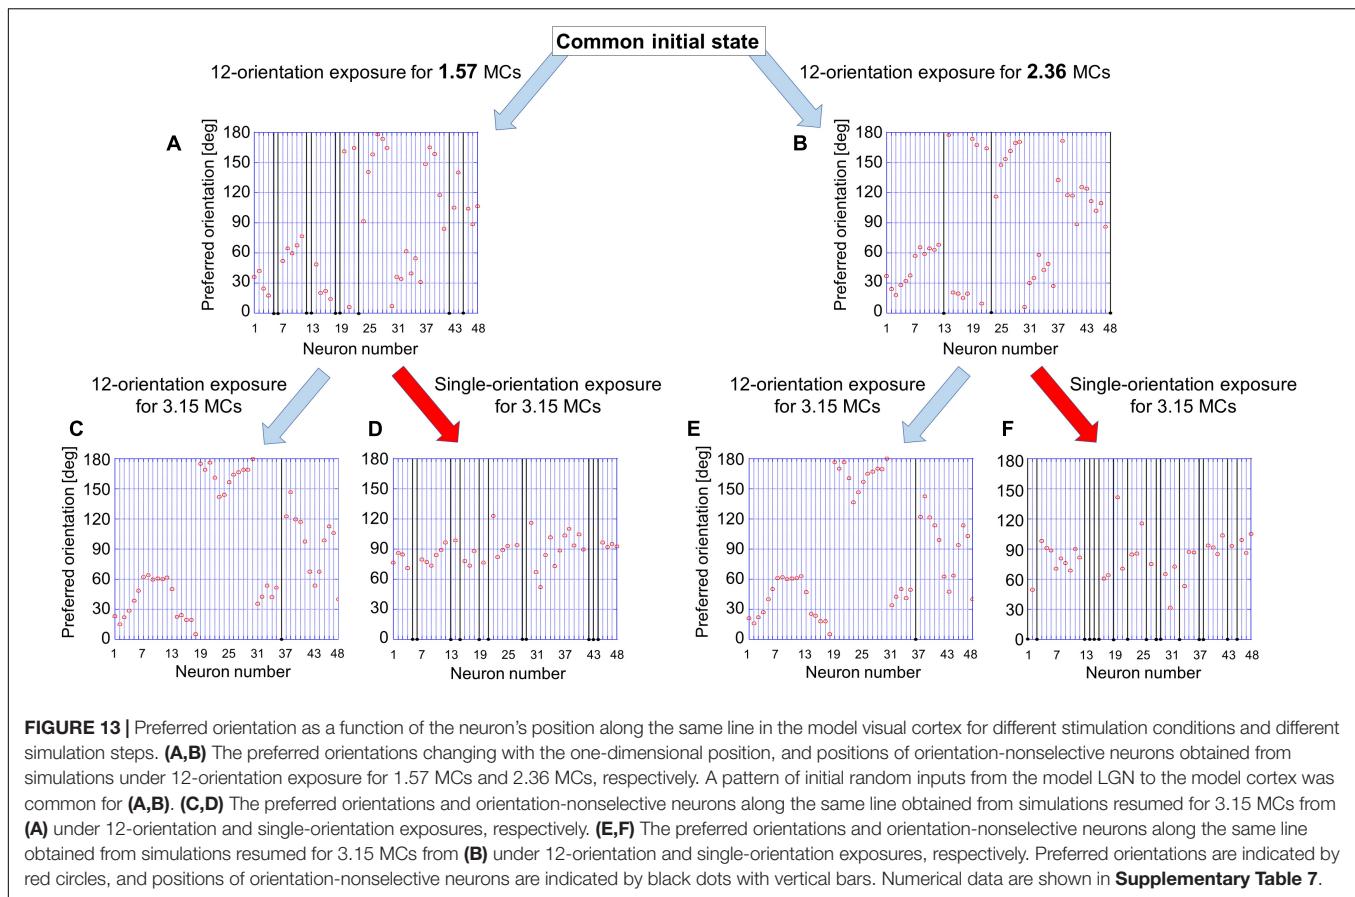 Common initial state
12-orientation exposure for 1.57 MCs
12-orientation exposure for 2.36 MCs
A
Preferred orientation [deg]
180
150
120
90
60
30
0
1 7 13 19 25 31 37 43 48
Neuron number
B
Preferred orientation [deg]
180
150
120
90
60
30
0
1 7 13 19 25 31 37 43 48
Neuron number
12-orientation exposure
for 3.15 MCs
Single-orientation exposure
for 3.15 MCs
12-orientation exposure
for 3.15 MCs
Single-orientation exposure
for 3.15 MCs
C
Preferred orientation [deg]
180
150
120
90
60
30
0
1 7 13 19 25 31 37 43 48
Neuron number
D
180
150
120
90
60
30
0
1 7 13 19 25 31 37 43 48
Neuron number
E
Preferred orientation [deg]
180
150
120
90
60
30
0
1 7 13 19 25 31 37 43 48
Neuron number
F
180
150
120
90
60
30
0
1 7 13 19 25 31 37 43 48
Neuron number
FIGURE 13 | Preferred orientation as a function of the neuron's position along the same line in the model visual cortex for different stimulation conditions and different
simulation steps. (A,B) The preferred orientations changing with the one-dimensional position, and positions of orientation-nonselective neurons obtained from
simulations under 12-orientation exposure for 1.57 MCs and 2.36 MCs, respectively. A pattern of initial random inputs from the model LGN to the model cortex was
common for (A,B). (C,D) The preferred orientations and orientation-nonselective neurons along the same line obtained from simulations resumed for 3.15 MCs from
(A) under 12-orientation and single-orientation exposures, respectively. (E,F) The preferred orientations and orientation-nonselective neurons along the same line
obtained from simulations resumed for 3.15 MCs from (B) under 12-orientation and single-orientation exposures, respectively. Preferred orientations are indicated by
red circles, and positions of orientation-nonselective neurons are indicated by black dots with vertical bars. Numerical data are shown in Supplementary Table 7.